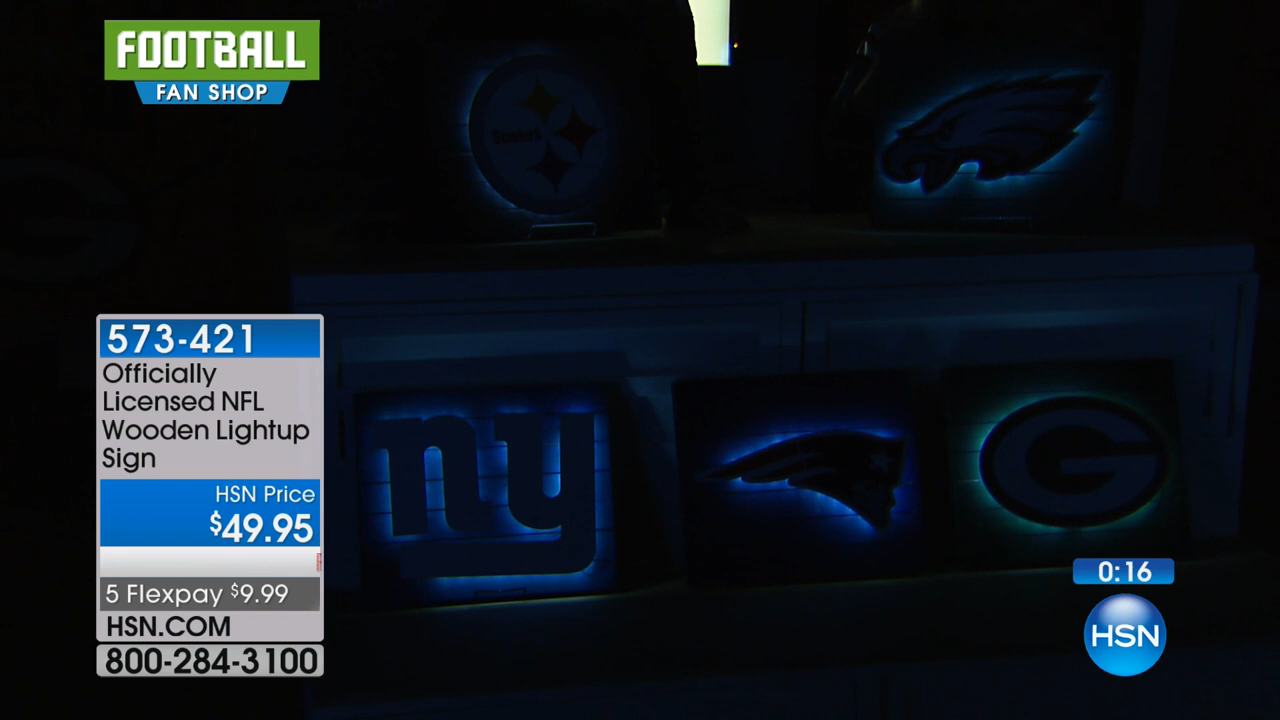 FOOTBALL
FAN SHOP
Steelers
573-421
Officially
Licensed NFL
Wooden Lightup
Sign
HSN Price
$49.95
5 Flexpay $9.99
HSN.COM
800-284-3100
ny
G
0:16
HSN